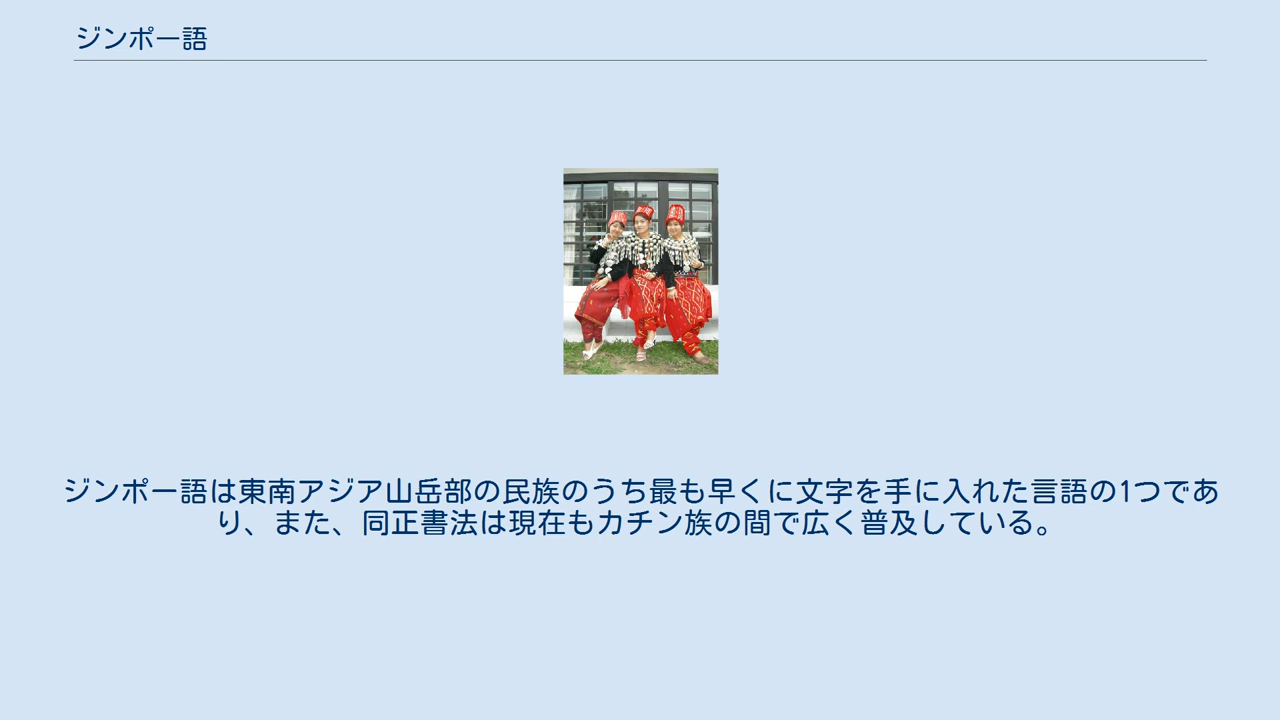 ジンポー語
ジンポー語は東南アジア山岳部の民族のうち最も早くに文字を手に入れた言語の1つであ
り、また、同正書法は現在もカチン族の間で広く普及している。